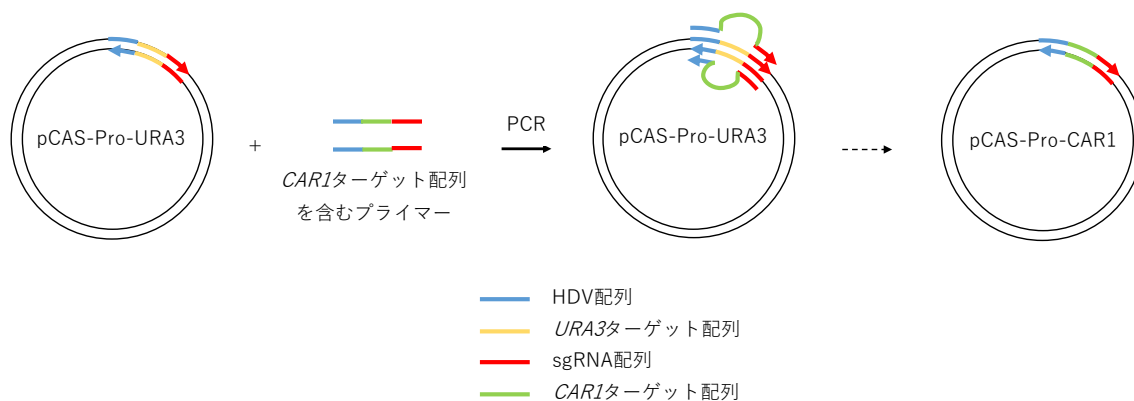 pCAS-Pro-URA3
+
CAR1ターゲット配列
を含むプライマー
PCR
pCAS-Pro-URA3
pCAS-Pro-CAR1
HDV配列
URA3ターゲット配列
sgRNA配列
CAR1ターゲット配列